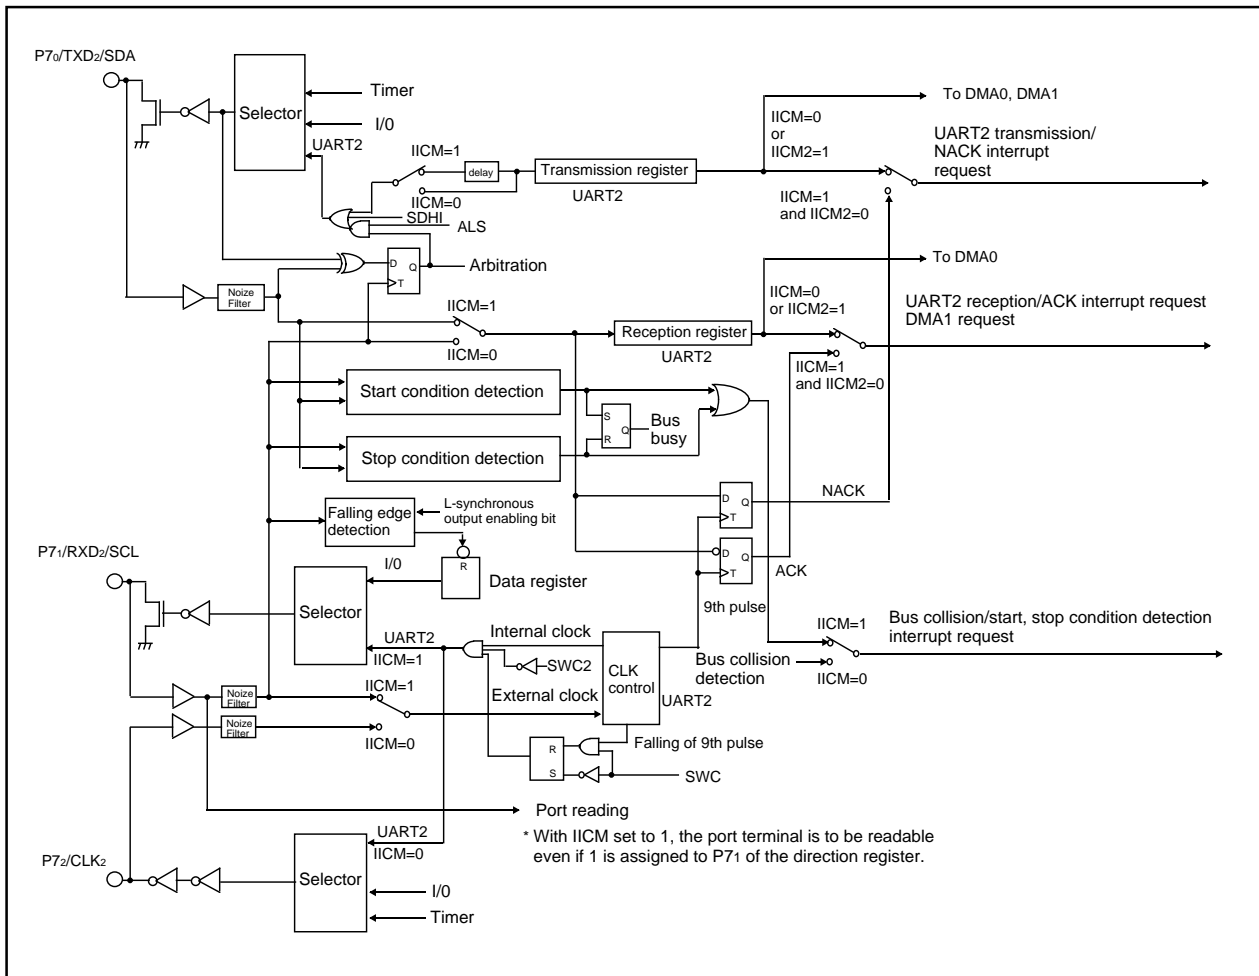 P70/TXD2/SDA
Selector
Timer
I/0
UART2
IICM=1
delay
Transmission register
UART2
IICM=0
SDHI
ALS
To DMA0, DMA1
IICM=0
or
IICM2=1
UART2 transmission/
NACK interrupt
request
IICM=1
and IICM2=0
D
Q
T
Arbitration
Noize
Filter
To DMA0
IICM=1
IICM=0
Reception register
UART2
IICM=0
or IICM2=1
UART2 reception/ACK interrupt request
DMA1 request
IICM=1
and IICM2=0
Start condition detection
S
Q
R
Bus
busy
Stop condition detection
D
Q
T
NACK
Falling edge
detection
L-synchronous
output enabling bit
R
Data register
D
Q
T
ACK
9th pulse
P71/RXD2/SCL
Selector
I/0
UART2
IICM=1
Internal clock
SWC2
External clock
CLK
control
UART2
Bus collision
detection
IICM=1
IICM=0
Bus collision/start, stop condition detection
interrupt request
Noize
Filter
IICM=1
Noize
Filter
IICM=0
R
S
Falling of 9th pulse
SWC
Port reading
* With IICM set to 1, the port terminal is to be readable
even if 1 is assigned to P71 of the direction register.
P72/CLK2
Selector
UART2
IICM=0
I/0
Timer